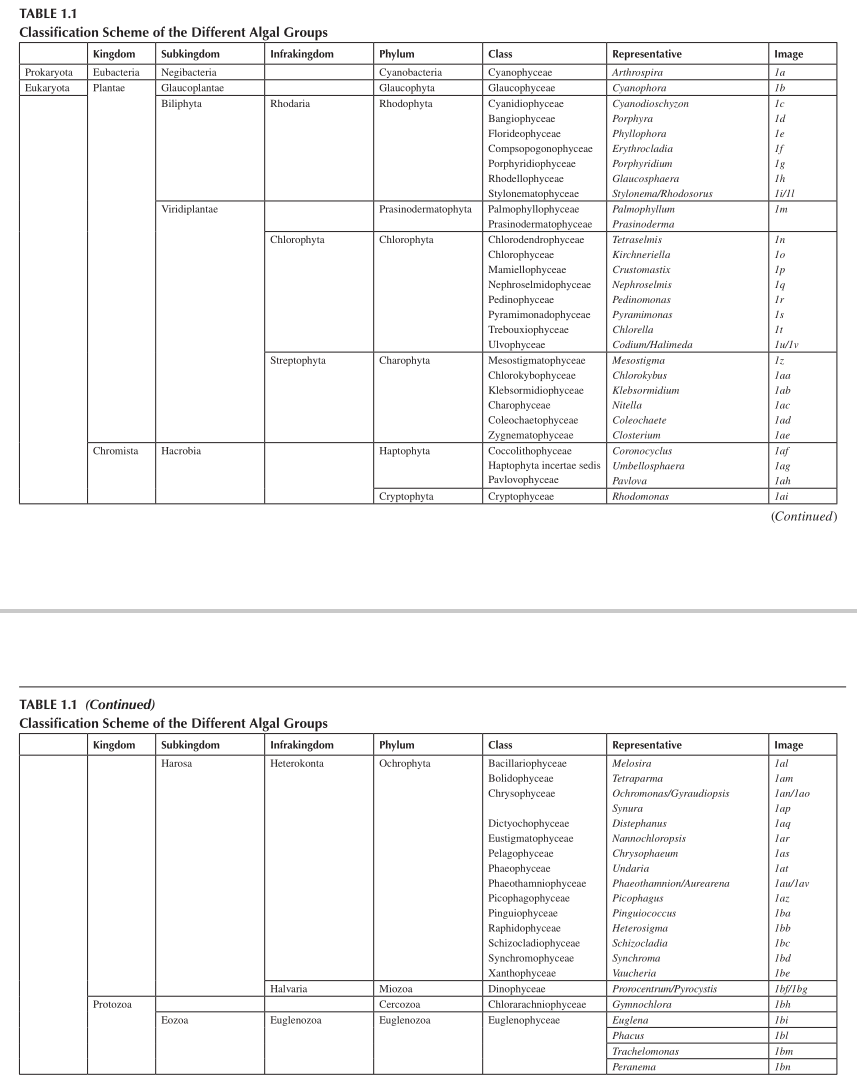 TABLE 1.1
Classification Scheme of the Different Algal Groups
Kingdom Subkingdom Infrakingdom Phylum Class Representative Image
Prokaryota Eubacteria Negibacteria Cyanobacteria Cyanophyceae Arthrospira 1a
Eukaryota Plantae Glaucoplantae Glaucophyta Glaucophyceae Cyanophora 1b
Biliphyta Rhodaria Rhodophyta Cyanidiophyceae Cyanodioschyzon 1c
Bangiophyceae Porphyra 1d
Florideophyceae Phyllophora 1e
Compsopogonophyceae Erythrocladia 1f
Porphyridiophyceae Porphyridium 1g
Rhodellophyceae Glaucosphaera 1h
Stylonematophyceae Stylonema/Rhodosorus 1i/1l
Viridiplantae Prasinodermatophyta Palmophyllophyceae Palmophyllum 1m
Prasinodermatophyceae Prasinoderma
Chlorophyta Chlorophyta Chlorodendrophyceae Tetraselmis 1n
Chlorophyceae Kirchneriella 1o
Mamiellophyceae Crustomastix 1p
Nephroselmidophyceae Nephroselmis 1q
Pedinophyceae Pedinomonas 1r
Pyramimonadophyceae Pyramimonas 1s
Trebouxiophyceae Chlorella 1t
Ulvophyceae Codium/Halimeda 1u/1v
Streptophyta Charophyta Mesostigmatophyceae Mesostigma 1z
Chlorokybophyceae Chlorokybus 1aa
Klebsormidiophyceae Klebsormidium 1ab
Charophyceae Nitella 1ac
Coleochaetophyceae Coleochaete 1ad
Zygnematophyceae Closterium 1ae
Chromista Hacrobia Haptophyta Coccolithophyceae Coronocyclus 1af
Haptophyta incertae sedis Umbellosphaera 1ag
Pavlovophyceae Pavlova 1ah
Cryptophyta Cryptophyceae Rhodomonas 1ai
(Continued)
TABLE 1.1 (Continued)
Classification Scheme of the Different Algal Groups
Kingdom Subkingdom Infrakingdom Phylum Class Representative Image
Harosa Heterokonta Ochrophyta Bacillariophyceae Melosira 1al
Bolidophyceae Tetraparma 1am
Chrysophyceae Ochromonas/Gyraudiopsis 1an/1ao
Synura 1ap
Dictyochophyceae Distephanus 1aq
Eustigmatophyceae Nannochloropsis 1ar
Pelagophyceae Chrysophaeum 1as
Phaeophyceae Undaria 1at
Phaeothamniophyceae Phaeothamnion/Aurearena 1au/1av
Picophagophyceae Picophagus 1az
Pinguiophyceae Pinguiococcus 1ba
Raphidophyceae Heterosigma 1bb
Schizocladiophyceae Schizocladia 1bc
Synchromophyceae Synchroma 1bd
Xanthophyceae Vaucheria 1be
Halvaria Miozoa Dinophyceae Prorocentrum/Pyrocystis 1bf/1bg
Protozoa Cercozoa Chlorarachniophyceae Gymnochlora 1bh
Eozoa Euglenozoa Euglenozoa Euglenophyceae Euglena 1bi
Phacus 1bl
Trachelomonas 1bm
Peranema 1bn